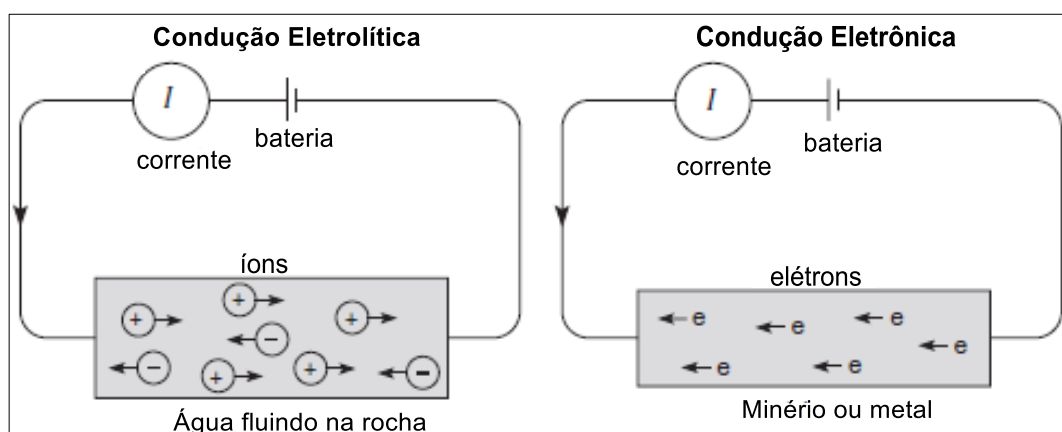 Condução Eletrolítica
I
bateria
corrente
íons
+ + +
−
− + + −
Água fluindo na rocha
Condução Eletrônica
I
bateria
corrente
elétrons
e e e
e
e e
Minério ou metal